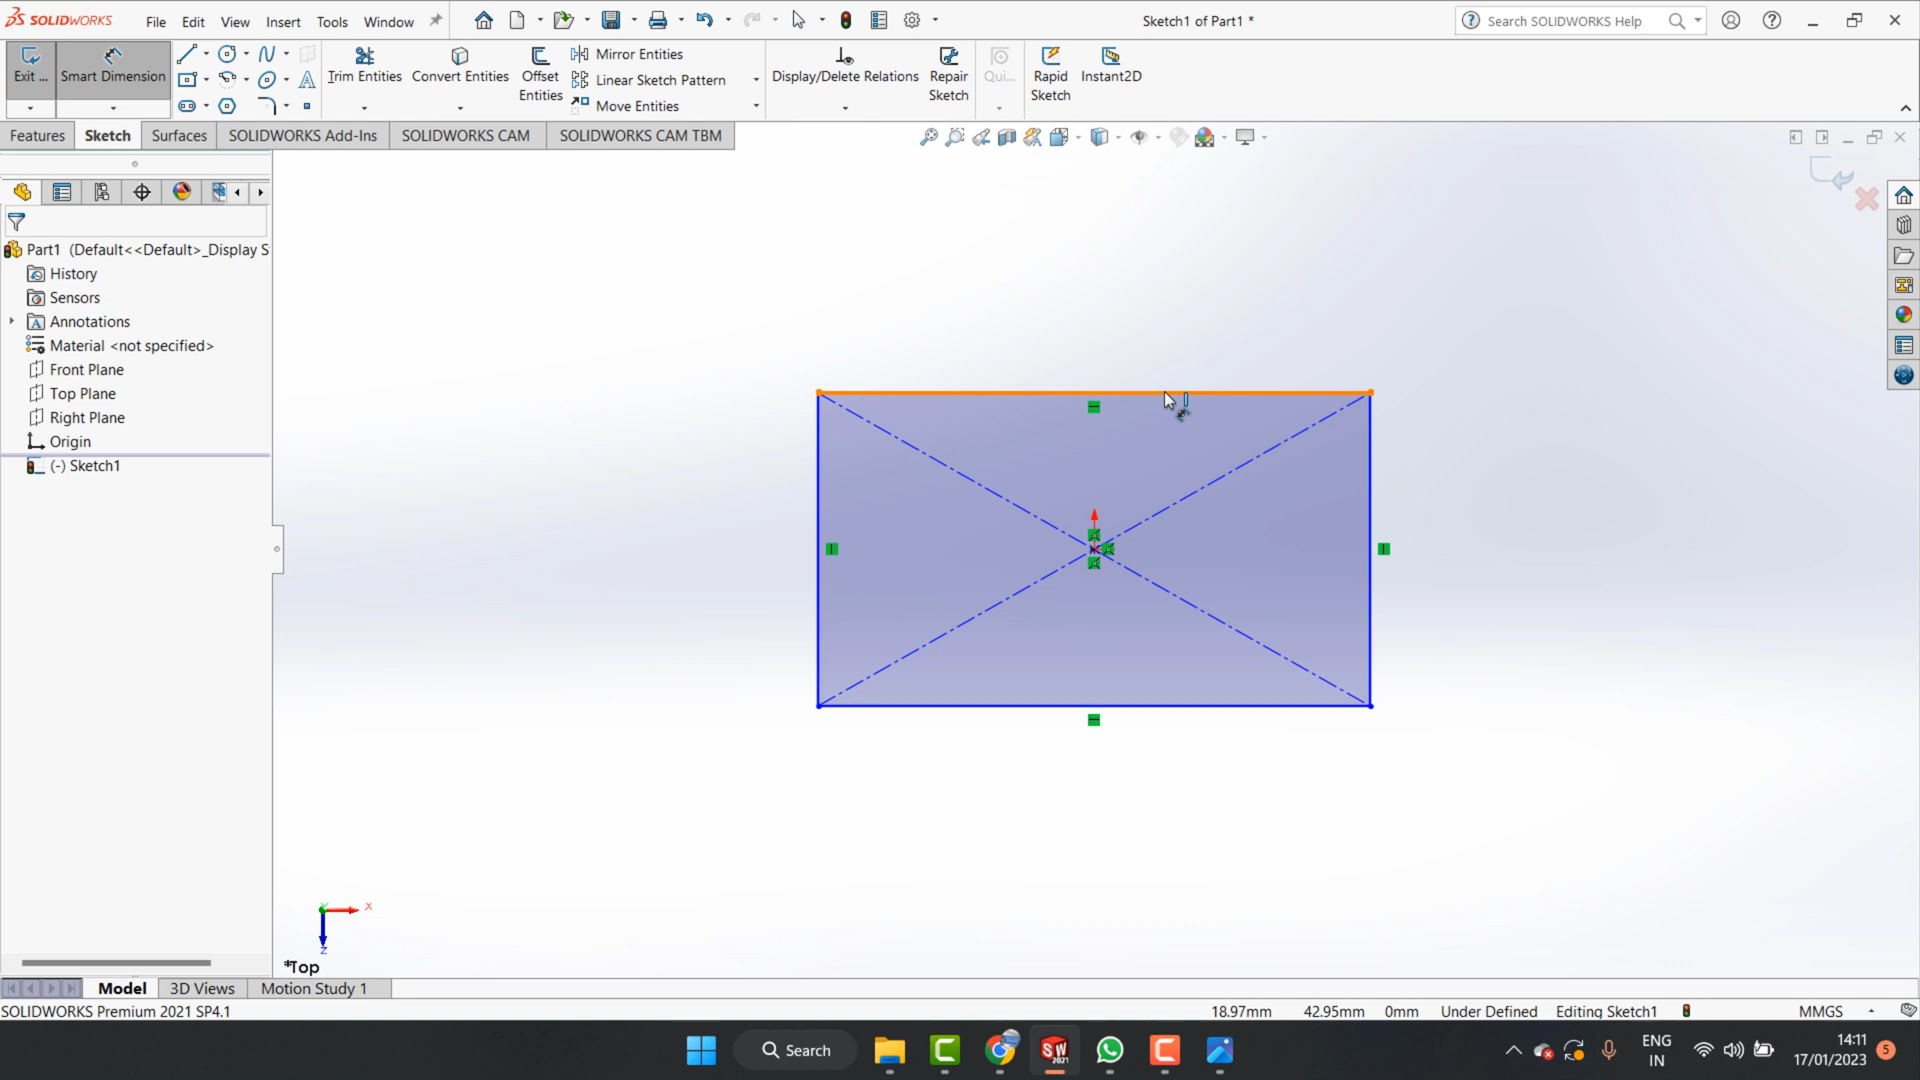 SOLIDWORKS File Edit View Insert Tools Window
Sketch1 of Part1 *
Search SOLIDWORKS Help
Exit ...
Smart Dimension
Trim Entities
Convert Entities
Offset Entities
Mirror Entities
Linear Sketch Pattern
Move Entities
Display/Delete Relations
Repair Sketch
Qui...
Rapid Sketch
Instant2D
Features Sketch Surfaces SOLIDWORKS Add-Ins SOLIDWORKS CAM SOLIDWORKS CAM TBM
Part1 (Default<<Default>_Display S
History
Sensors
Annotations
Material <not specified>
Front Plane
Top Plane
Right Plane
Origin
(-) Sketch1
X
Z
*Top
Model 3D Views Motion Study 1
SOLIDWORKS Premium 2021 SP4.1
18.97mm 42.95mm 0mm Under Defined Editing Sketch1 MMGS
Search
SW
2021
ENG
IN
14:11
17/01/2023
5